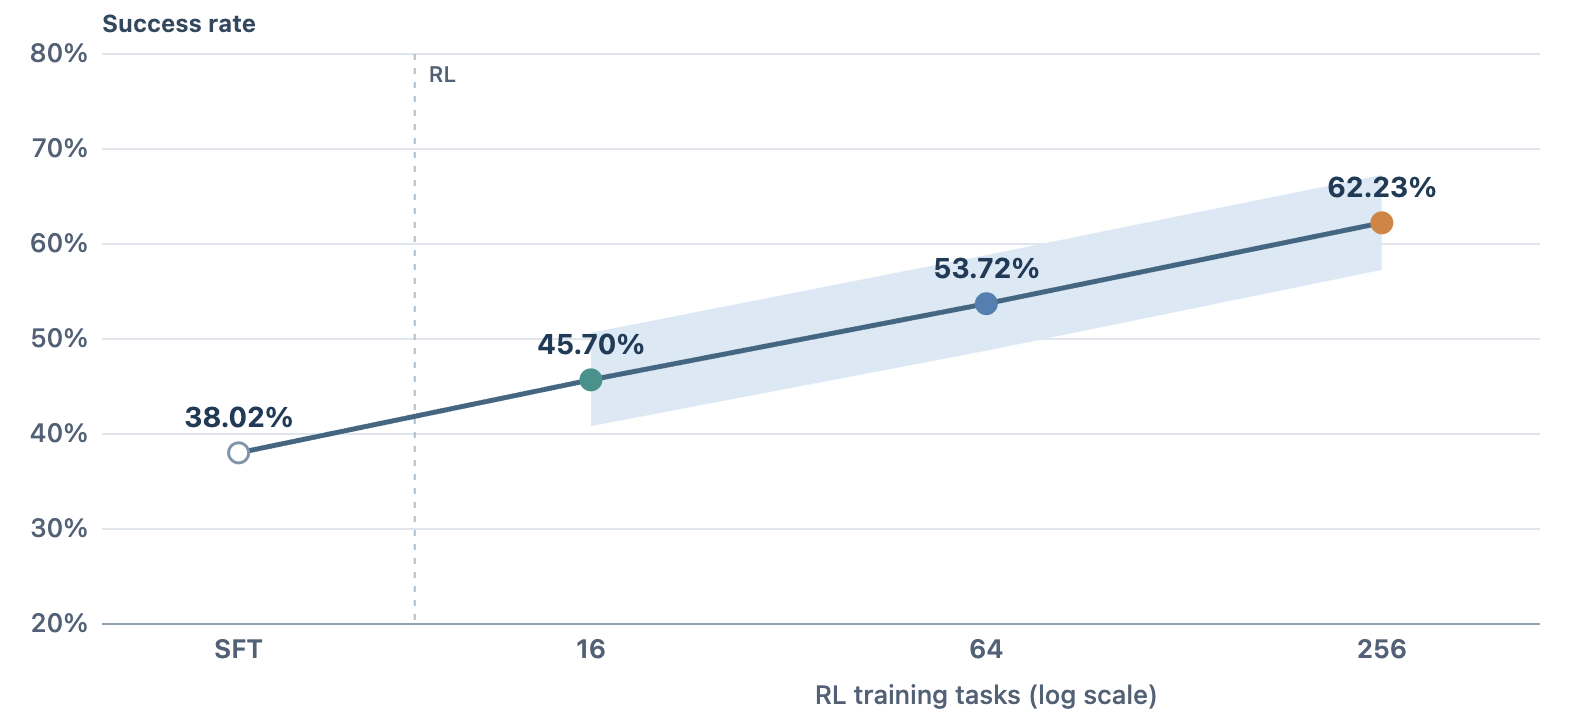 Success rate
80%
RL
70%
62.23%
60%
53.72%
50%
45.70%
38.02%
40%
30%
20%
SFT 16 64 256
RL training tasks (log scale)